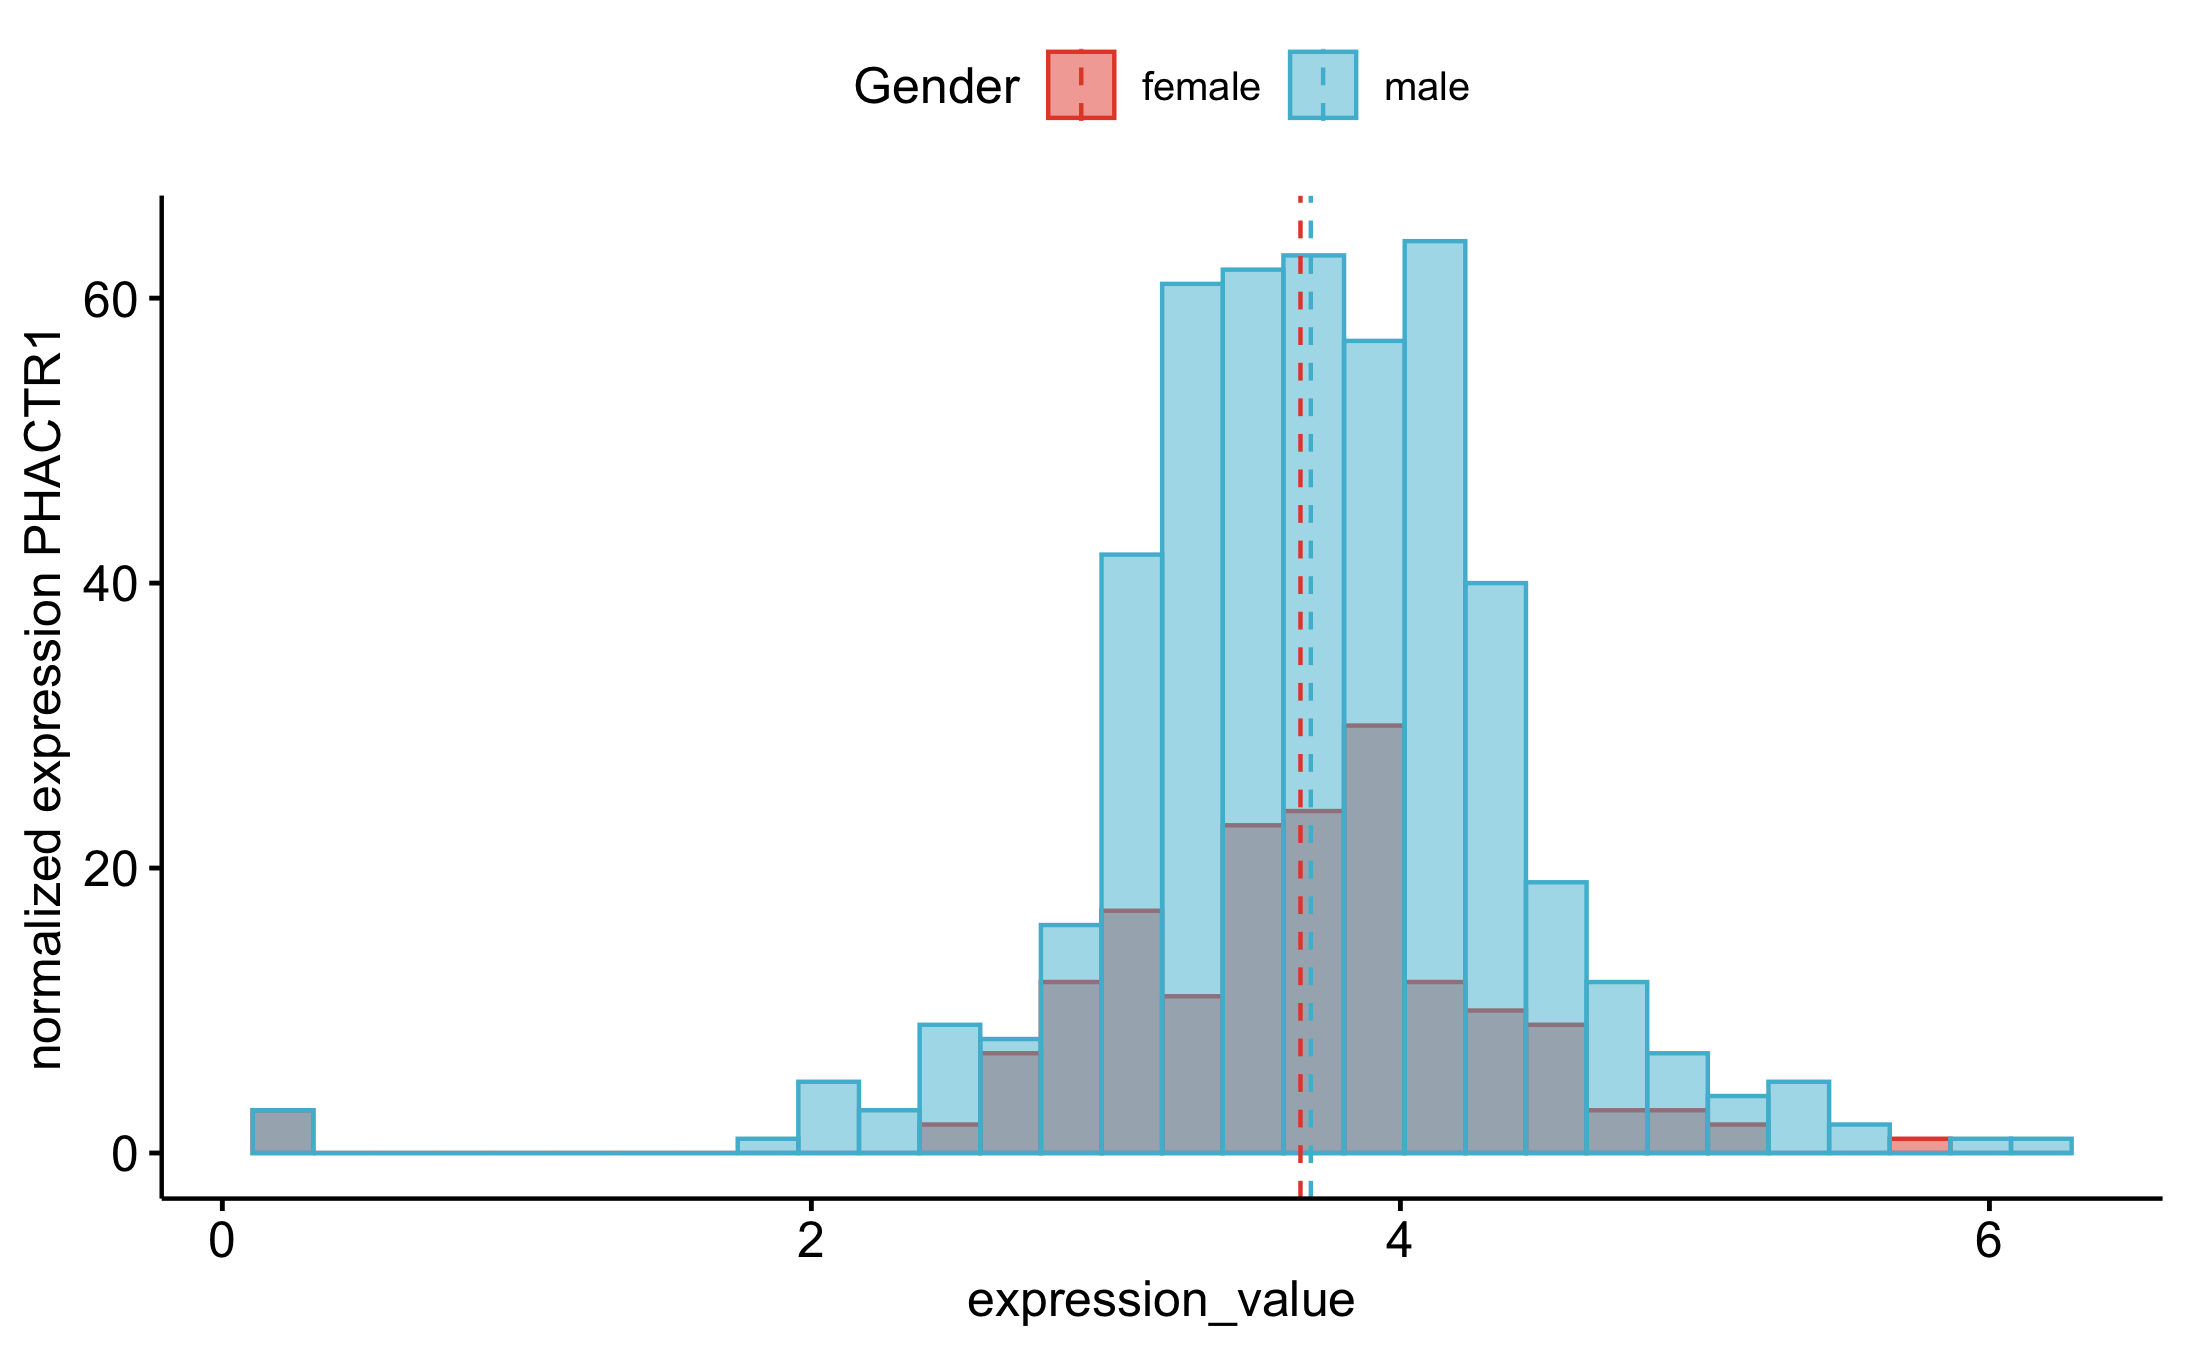 Gender female male
normalized expression PHACTR1
60
40
20
0
0 2 4 6
expression_value